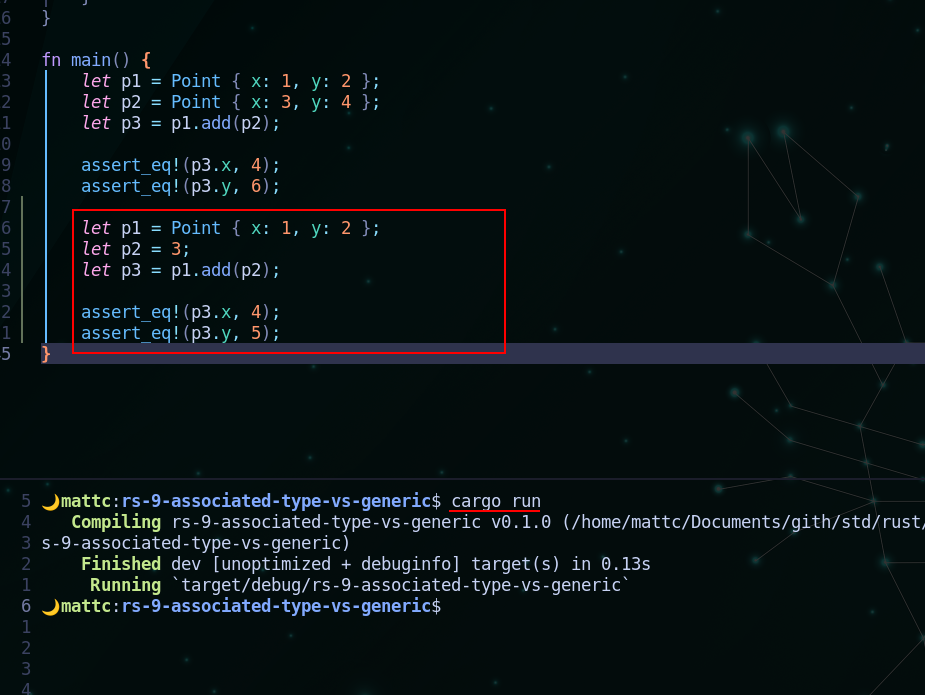 6 }
5
4 fn main() {
3     let p1 = Point { x: 1, y: 2 };
2     let p2 = Point { x: 3, y: 4 };
1     let p3 = p1.add(p2);
0
9     assert_eq!(p3.x, 4);
8     assert_eq!(p3.y, 6);
7
6     let p1 = Point { x: 1, y: 2 };
5     let p2 = 3;
4     let p3 = p1.add(p2);
3
2     assert_eq!(p3.x, 4);
1     assert_eq!(p3.y, 5);
5 }
5 🌙mattc:rs-9-associated-type-vs-generic$ cargo run
4    Compiling rs-9-associated-type-vs-generic v0.1.0 (/home/mattc/Documents/gith/std/rust/
3 s-9-associated-type-vs-generic)
2     Finished dev [unoptimized + debuginfo] target(s) in 0.13s
1      Running `target/debug/rs-9-associated-type-vs-generic`
6 🌙mattc:rs-9-associated-type-vs-generic$
1
2
3
4